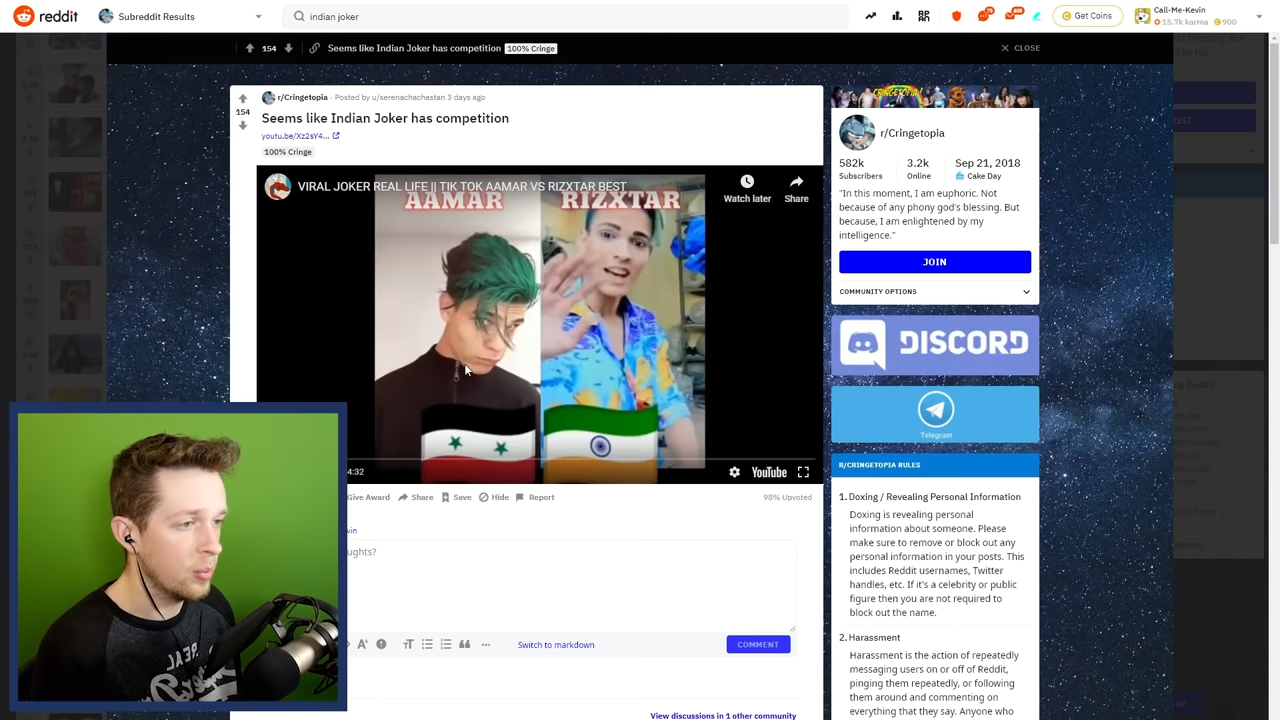 reddit
Subreddit Results
indian joker
Get Coins
Call-Me-Kevin
15.7k karma
900
154
Seems like Indian Joker has competition
100% Cringe
CLOSE
154
r/Cringetopia · Posted by u/serenachachastan 3 days ago
Seems like Indian Joker has competition
youtu.be/Xz2sY4...
100% Cringe
VIRAL JOKER REAL LIFE || TIK TOK AAMAR VS RIZXTAR BEST
Watch later
Share
AAMAR
RIZXTAR
4:32
YouTube
Give Award
Share
Save
Hide
Report
98% Upvoted
vin
ughts?
Switch to markdown
COMMENT
View discussions in 1 other community
CRINGETOPIA!
r/Cringetopia
582k
3.2k
Sep 21, 2018
Subscribers
Online
Cake Day
"In this moment, I am euphoric. Not
because of any phony god's blessing. But
because, I am enlightened by my
intelligence."
JOIN
COMMUNITY OPTIONS
DISCORD
Telegram
R/CRINGETOPIA RULES
1. Doxing / Revealing Personal Information
Doxing is revealing personal
information about someone. Please
make sure to remove or block out any
personal information in your posts. This
includes Reddit usernames, Twitter
handles, etc. If it's a celebrity or public
figure then you are not required to
block out the name.
2. Harassment
Harassment is the action of repeatedly
messaging users on or off of Reddit,
pinging them repeatedly, or following
them around and commenting on
everything that they say. Anyone who